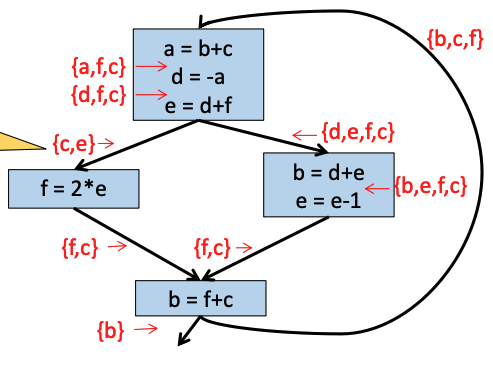 {b,c,f}
a = b+c
{a,f,c}
d = -a
{d,f,c}
e = d+f
{c,e}
{d,e,f,c}
f = 2*e
b = d+e
{b,e,f,c}
e = e-1
{f,c}
{f,c}
b = f+c
{b}